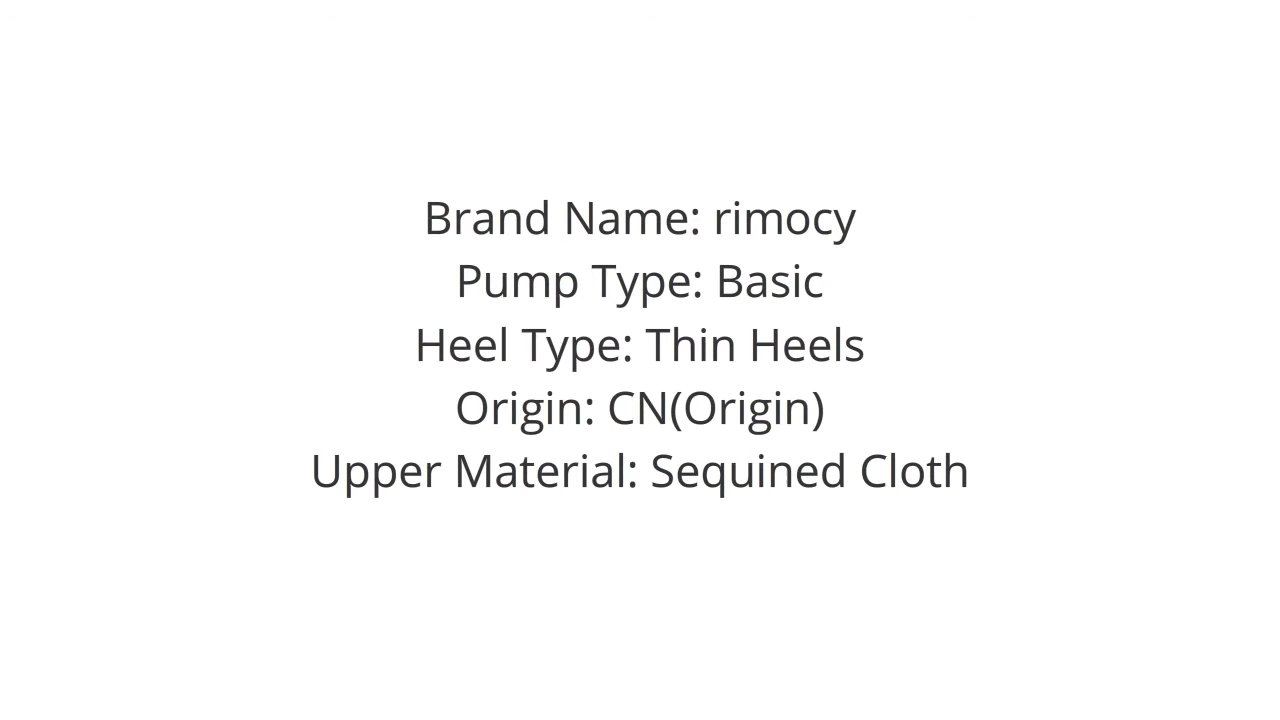 Brand Name: rimocy
Pump Type: Basic
Heel Type: Thin Heels
Origin: CN(Origin)
Upper Material: Sequined Cloth